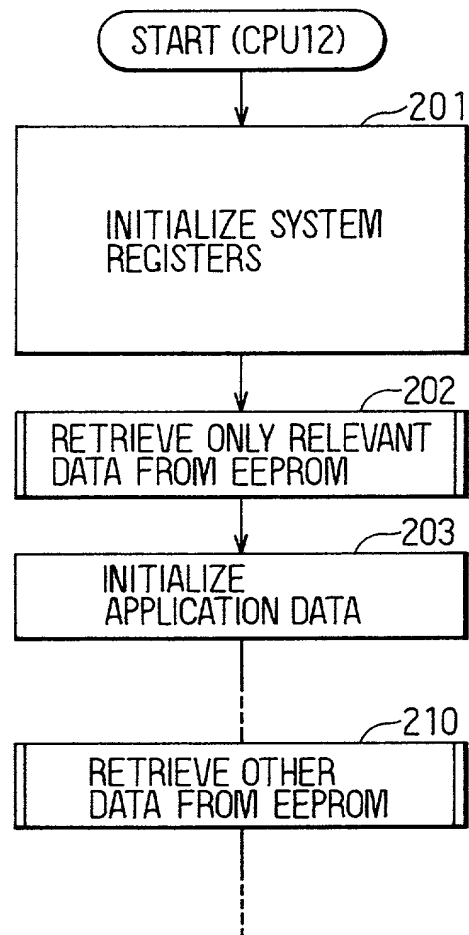 START (CPU12)
201
INITIALIZE SYSTEM
REGISTERS
202
RETRIEVE ONLY RELEVANT
DATA FROM EEPROM
203
INITIALIZE
APPLICATION DATA
210
RETRIEVE OTHER
DATA FROM EEPROM